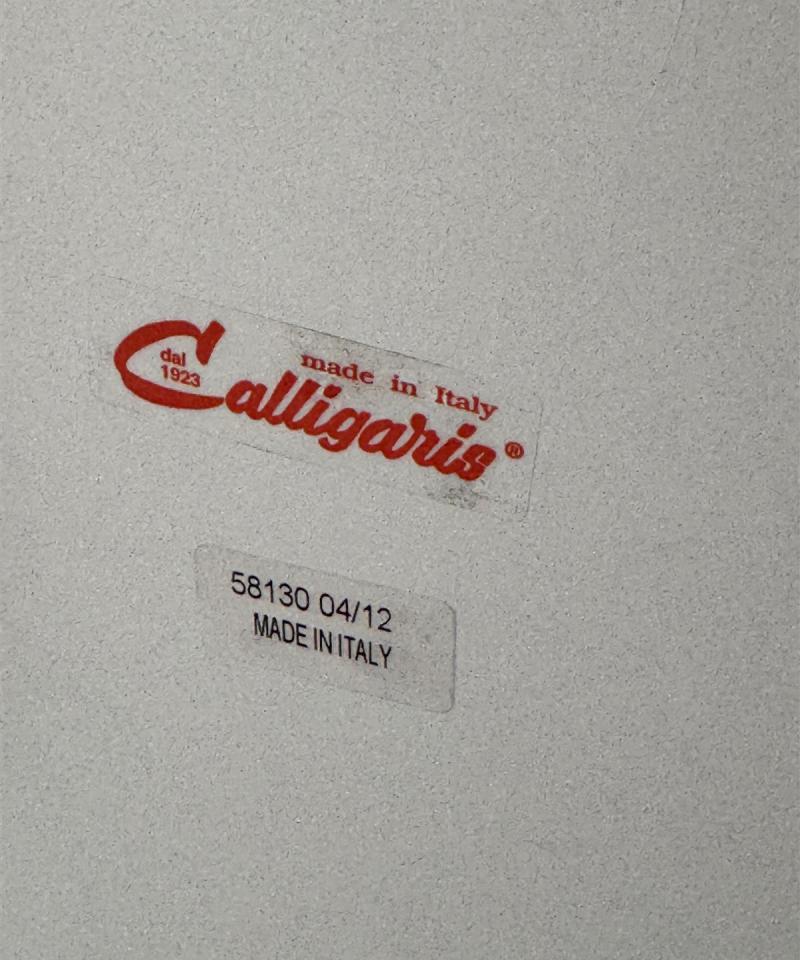 made in Italy
dal
1923
Calligaris®
58130 04/12
MADE IN ITALY